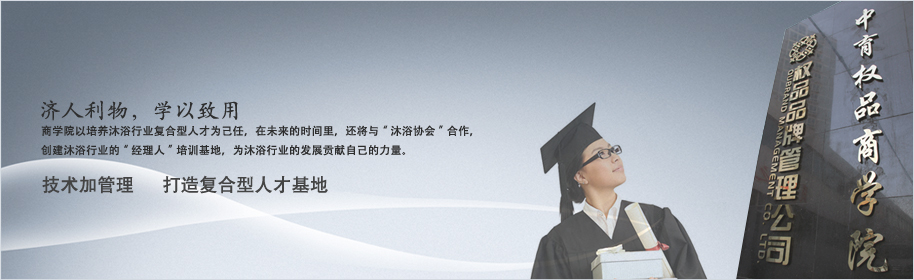 济人利物，学以致用
商学院以培养沐浴行业复合型人才为己任，在未来的时间里，还将与“沐浴协会”合作，
创建沐浴行业的“经理人”培训基地，为沐浴行业的发展贡献自己的力量。
技术加管理 打造复合型人才基地
中育权品商学院
权品品牌管理公司
QUBRAND MANAGEMENT CO., LTD.